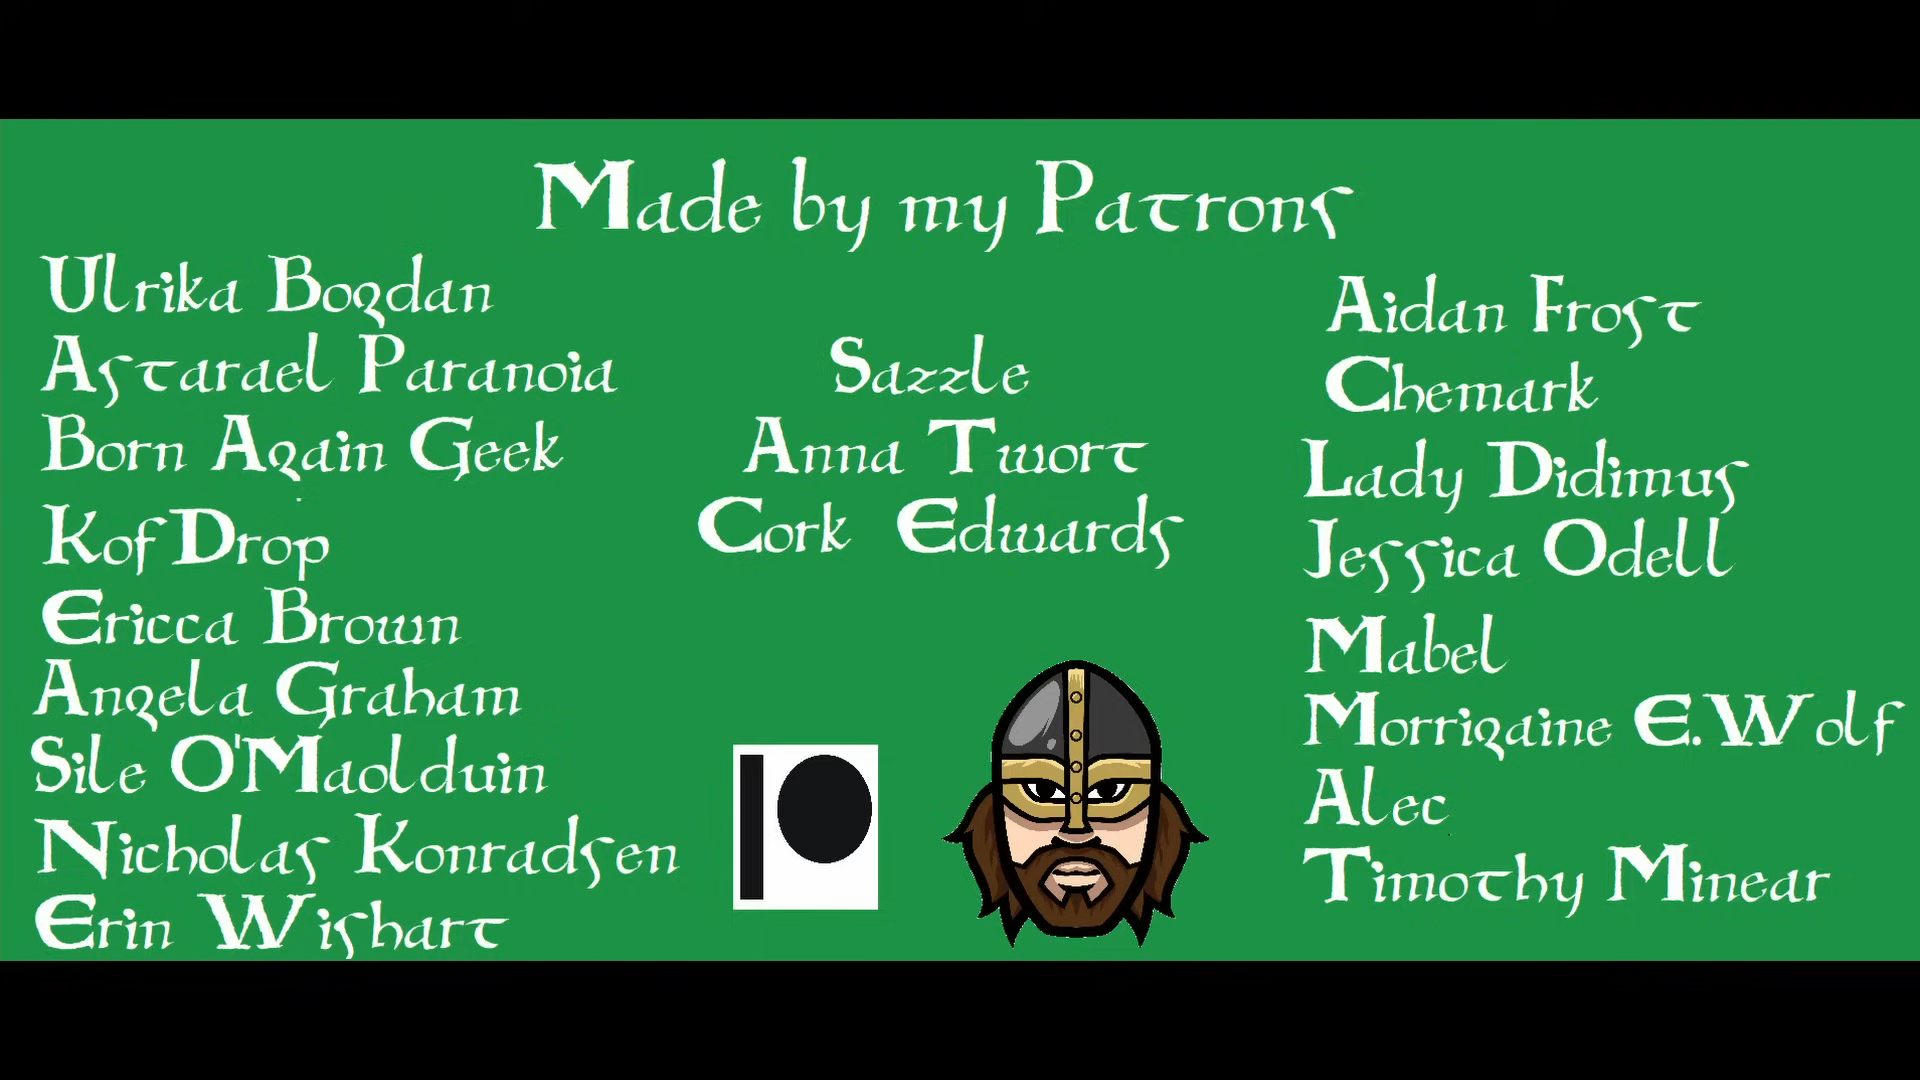 Made by my Patrons
Ulrika Bogdan
Astarael Paranoia
Born Again Geek
KofDrop
Ericca Brown
Angela Graham
Sile O'Maolduin
Nicholas Konradsen
Erin Wishart
Sazzle
Anna Twort
Cork Edwards
Aidan Frost
Chemark
Lady Didimus
Jessica Odell
Mabel
Morrigaine E.Wolf
Alec
Timothy Minear